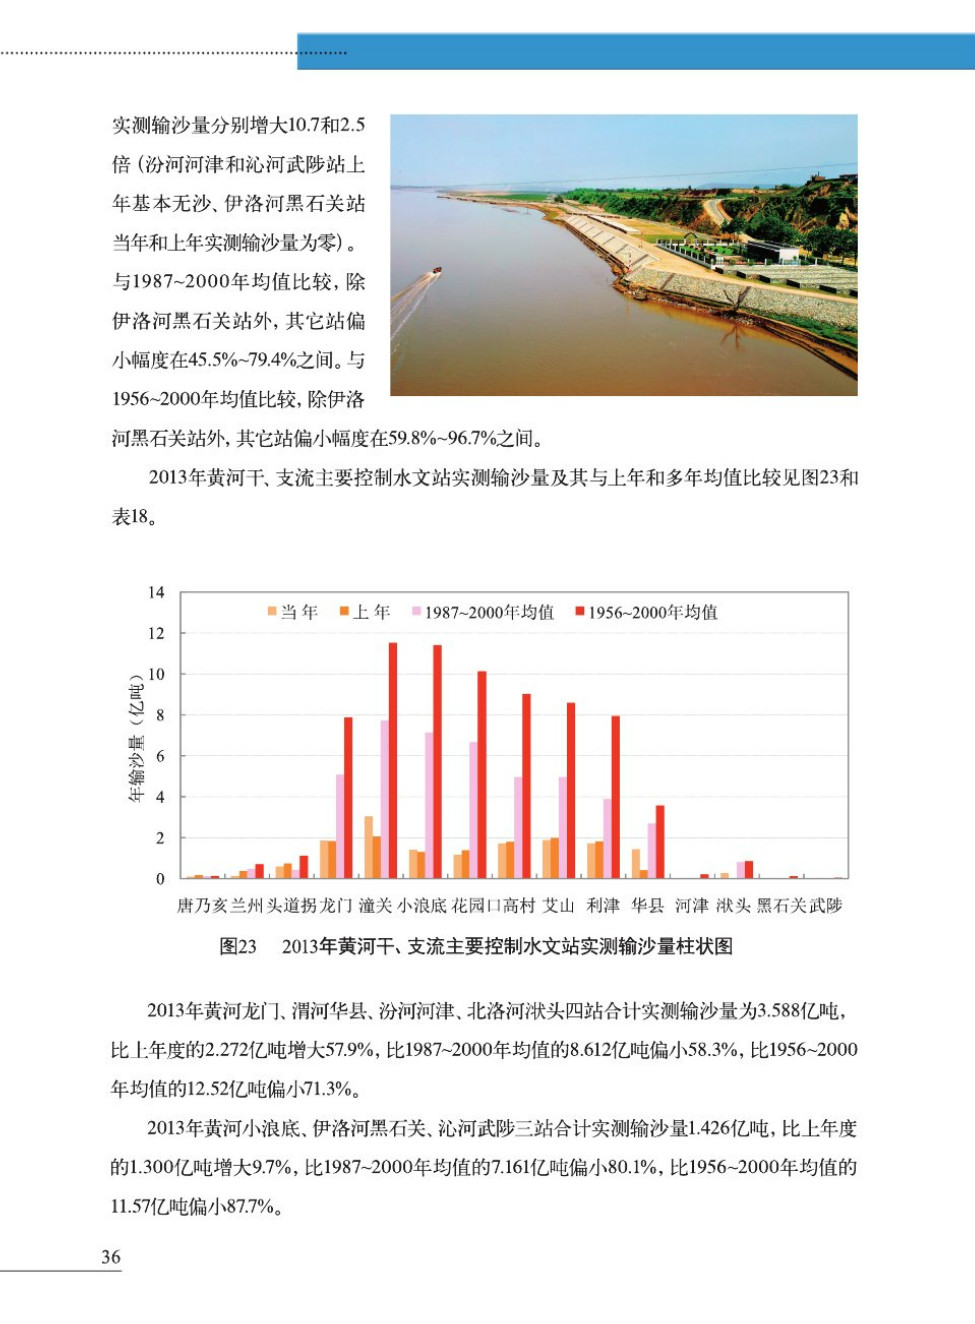 实测输沙量分别增大10.7和2.5
倍（汾河河津和沁河武陟站上
年基本无沙、伊洛河黑石关站
当年和上年实测输沙量为零）。
与1987~2000年均值比较，除
伊洛河黑石关站外，其它站偏
小幅度在45.5%~79.4%之间。与
1956~2000年均值比较，除伊洛
河黑石关站外，其它站偏小幅度在59.8%~96.7%之间。
2013年黄河干、支流主要控制水文站实测输沙量及其与上年和多年均值比较见图23和
表18。
当年 上年 1987~2000年均值 1956~2000年均值
年输沙量（亿吨）
14
12
10
8
6
4
2
0
唐乃亥 兰州 头道拐 龙门 潼关 小浪底 花园口 高村 艾山 利津 华县 河津 洑头 黑石关 武陟
图23 2013年黄河干、支流主要控制水文站实测输沙量柱状图
2013年黄河龙门、渭河华县、汾河河津、北洛河洑头四站合计实测输沙量为3.588亿吨，
比上年度的2.272亿吨增大57.9%，比1987~2000年均值的8.612亿吨偏小58.3%，比1956~2000
年均值的12.52亿吨偏小71.3%。
2013年黄河小浪底、伊洛河黑石关、沁河武陟三站合计实测输沙量1.426亿吨，比上年度
的1.300亿吨增大9.7%，比1987~2000年均值的7.161亿吨偏小80.1%，比1956~2000年均值的
11.57亿吨偏小87.7%。
36